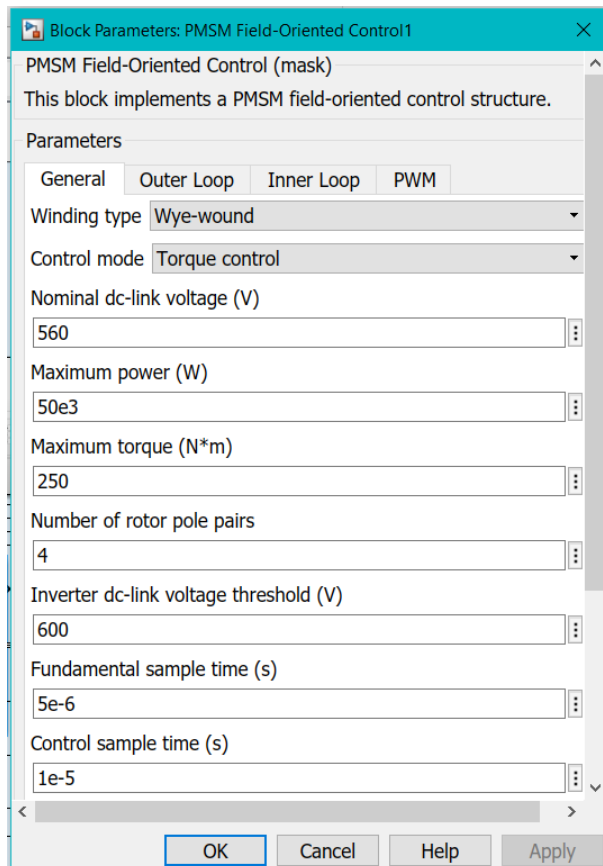 Block Parameters: PMSM Field-Oriented Control1
PMSM Field-Oriented Control (mask)
This block implements a PMSM field-oriented control structure.
Parameters
General Outer Loop Inner Loop PWM
Winding type Wye-wound
Control mode Torque control
Nominal dc-link voltage (V)
560
Maximum power (W)
50e3
Maximum torque (N*m)
250
Number of rotor pole pairs
4
Inverter dc-link voltage threshold (V)
600
Fundamental sample time (s)
5e-6
Control sample time (s)
1e-5
OK Cancel Help Apply